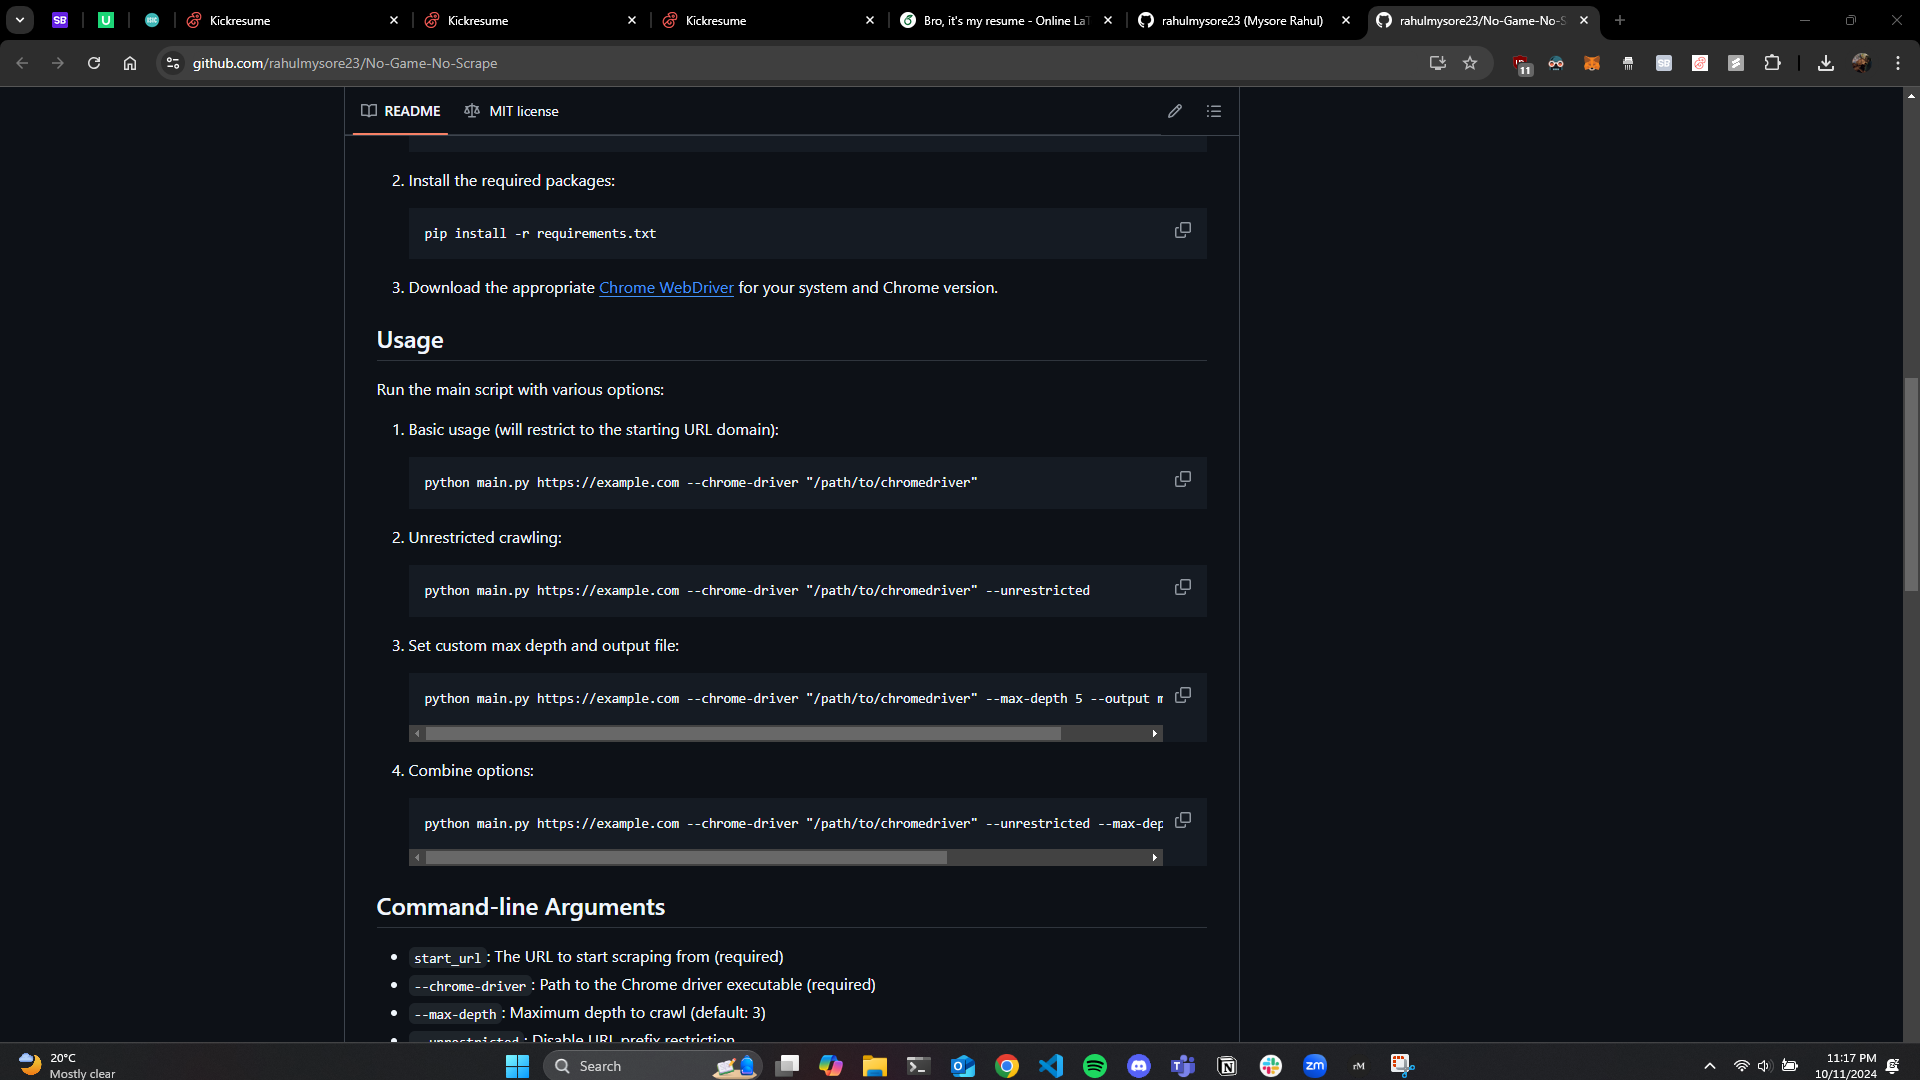 SB
U
Kickresume
Kickresume
Kickresume
Bro, it's my resume - Online LaT
rahulmysore23 (Mysore Rahul)
rahulmysore23/No-Game-No-S
github.com/rahulmysore23/No-Game-No-Scrape
11
README
MIT license
2. Install the required packages:
pip install -r requirements.txt
3. Download the appropriate Chrome WebDriver for your system and Chrome version.
Usage
Run the main script with various options:
1. Basic usage (will restrict to the starting URL domain):
python main.py https://example.com --chrome-driver "/path/to/chromedriver"
2. Unrestricted crawling:
python main.py https://example.com --chrome-driver "/path/to/chromedriver" --unrestricted
3. Set custom max depth and output file:
python main.py https://example.com --chrome-driver "/path/to/chromedriver" --max-depth 5 --output m
4. Combine options:
python main.py https://example.com --chrome-driver "/path/to/chromedriver" --unrestricted --max-dep
Command-line Arguments
• start_url : The URL to start scraping from (required)
• --chrome-driver : Path to the Chrome driver executable (required)
• --max-depth : Maximum depth to crawl (default: 3)
• --unrestricted : Disable URL prefix restriction
20°C
Mostly clear
Search
zm
rM
11:17 PM
10/11/2024